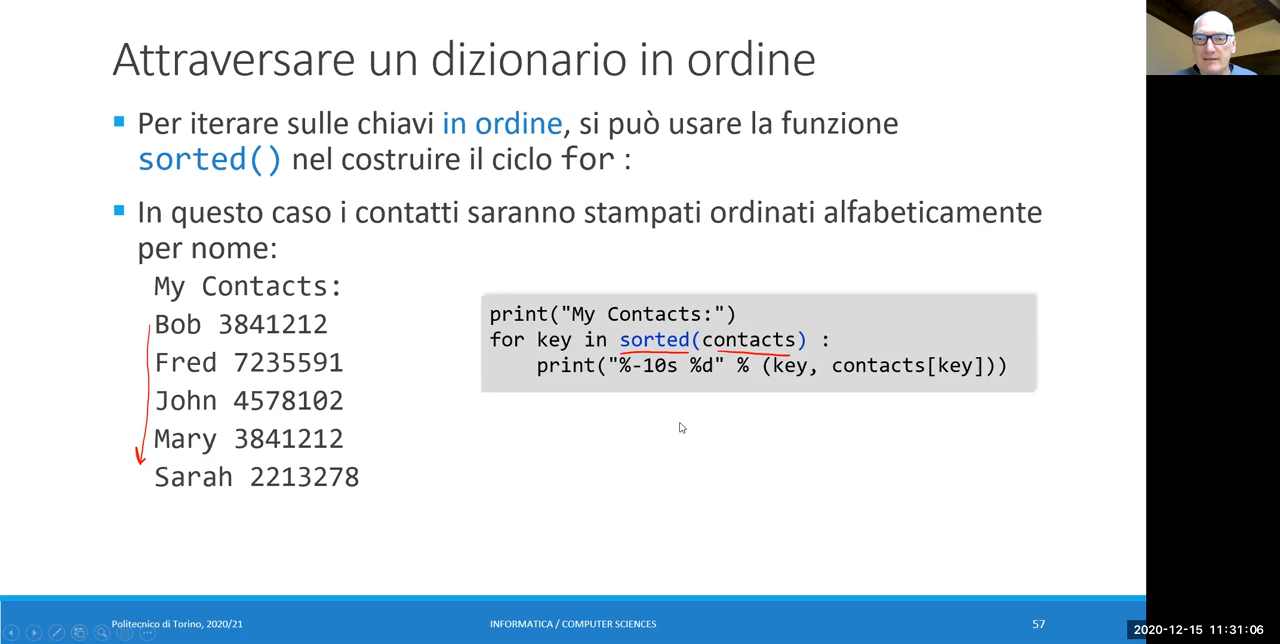 Attraversare un dizionario in ordine
Per iterare sulle chiavi in ordine, si può usare la funzione
sorted() nel costruire il ciclo for :
In questo caso i contatti saranno stampati ordinati alfabeticamente
per nome:
My Contacts:
Bob 3841212
Fred 7235591
John 4578102
Mary 3841212
Sarah 2213278
print("My Contacts:")
for key in sorted(contacts) :
print("%-10s %d" % (key, contacts[key]))
Politecnico di Torino, 2020/21
INFORMATICA / COMPUTER SCIENCES
57
2020-12-15 11:31:06